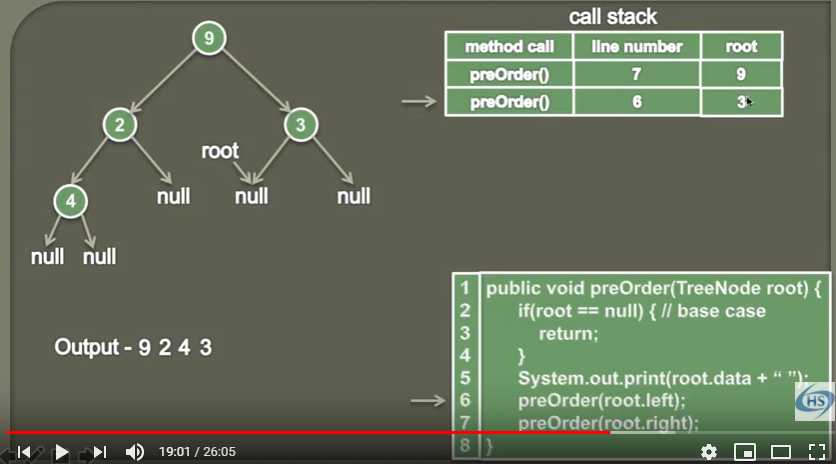 call stack
method call line number root
preOrder() 7 9
preOrder() 6 3
9
2
3
root
4
null
null
null
null null
Output - 9 2 4 3
1 public void preOrder(TreeNode root) {
2 if(root == null) { // base case
3 return;
4 }
5 System.out.print(root.data + “ ”);
6 preOrder(root.left);
7 preOrder(root.right);
8 }
HS
19:01 / 26:05